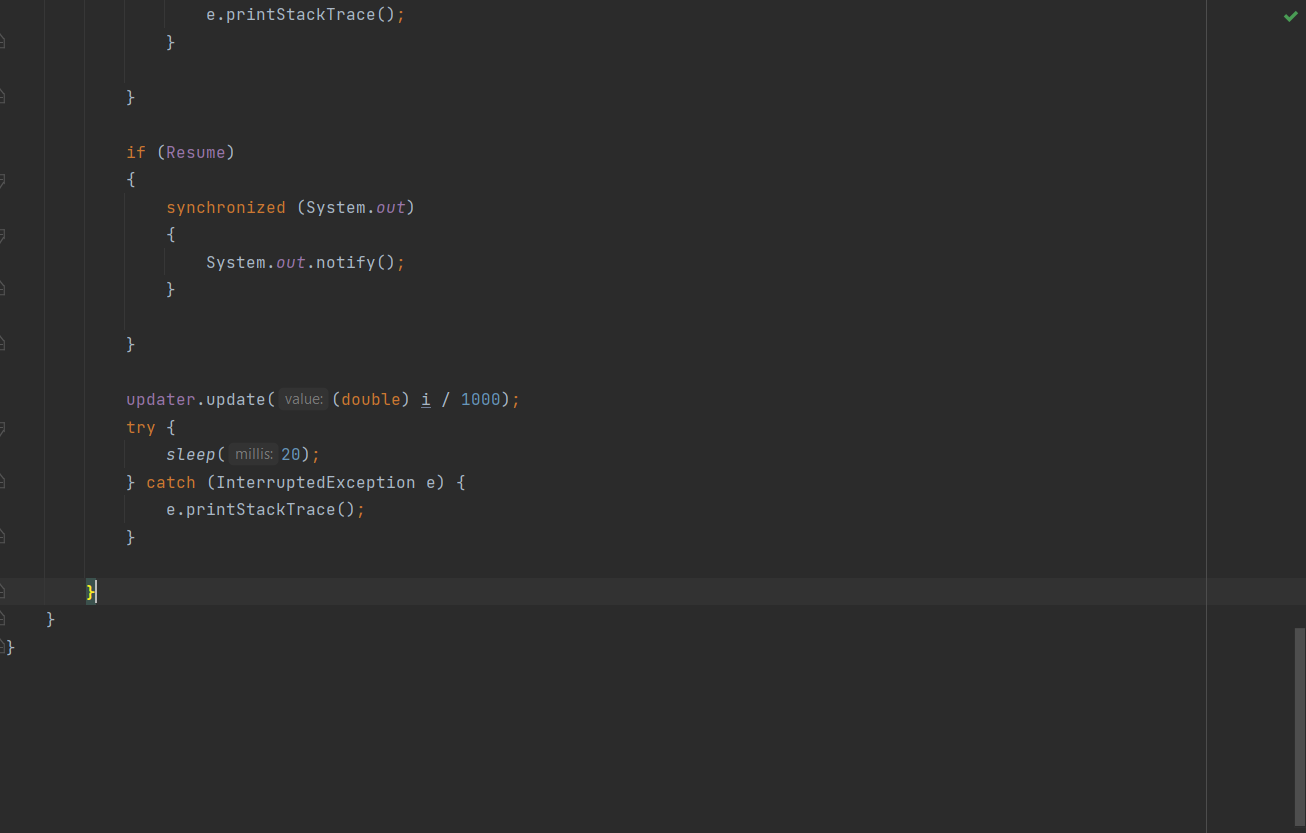 e.printStackTrace();
}
}
if (Resume)
{
synchronized (System.out)
{
System.out.notify();
}
}
updater.update( value: (double) i / 1000);
try {
sleep( millis: 20);
} catch (InterruptedException e) {
e.printStackTrace();
}
}
}
}